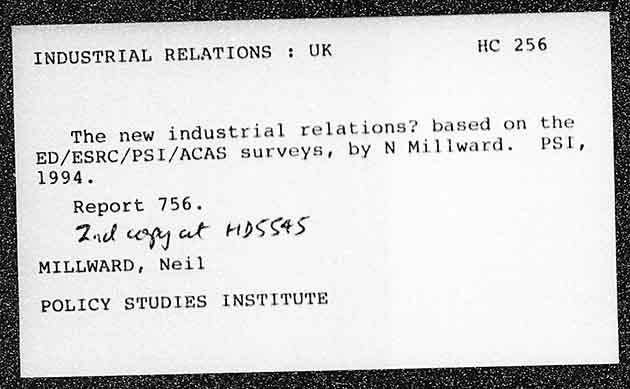 INDUSTRIAL RELATIONS : UK HC 256
The new industrial relations? based on the
ED/ESRC/PSI/ACAS surveys, by N Millward. PSI,
1994.
Report 756.
2nd copy at HD5545
MILLWARD, Neil
POLICY STUDIES INSTITUTE